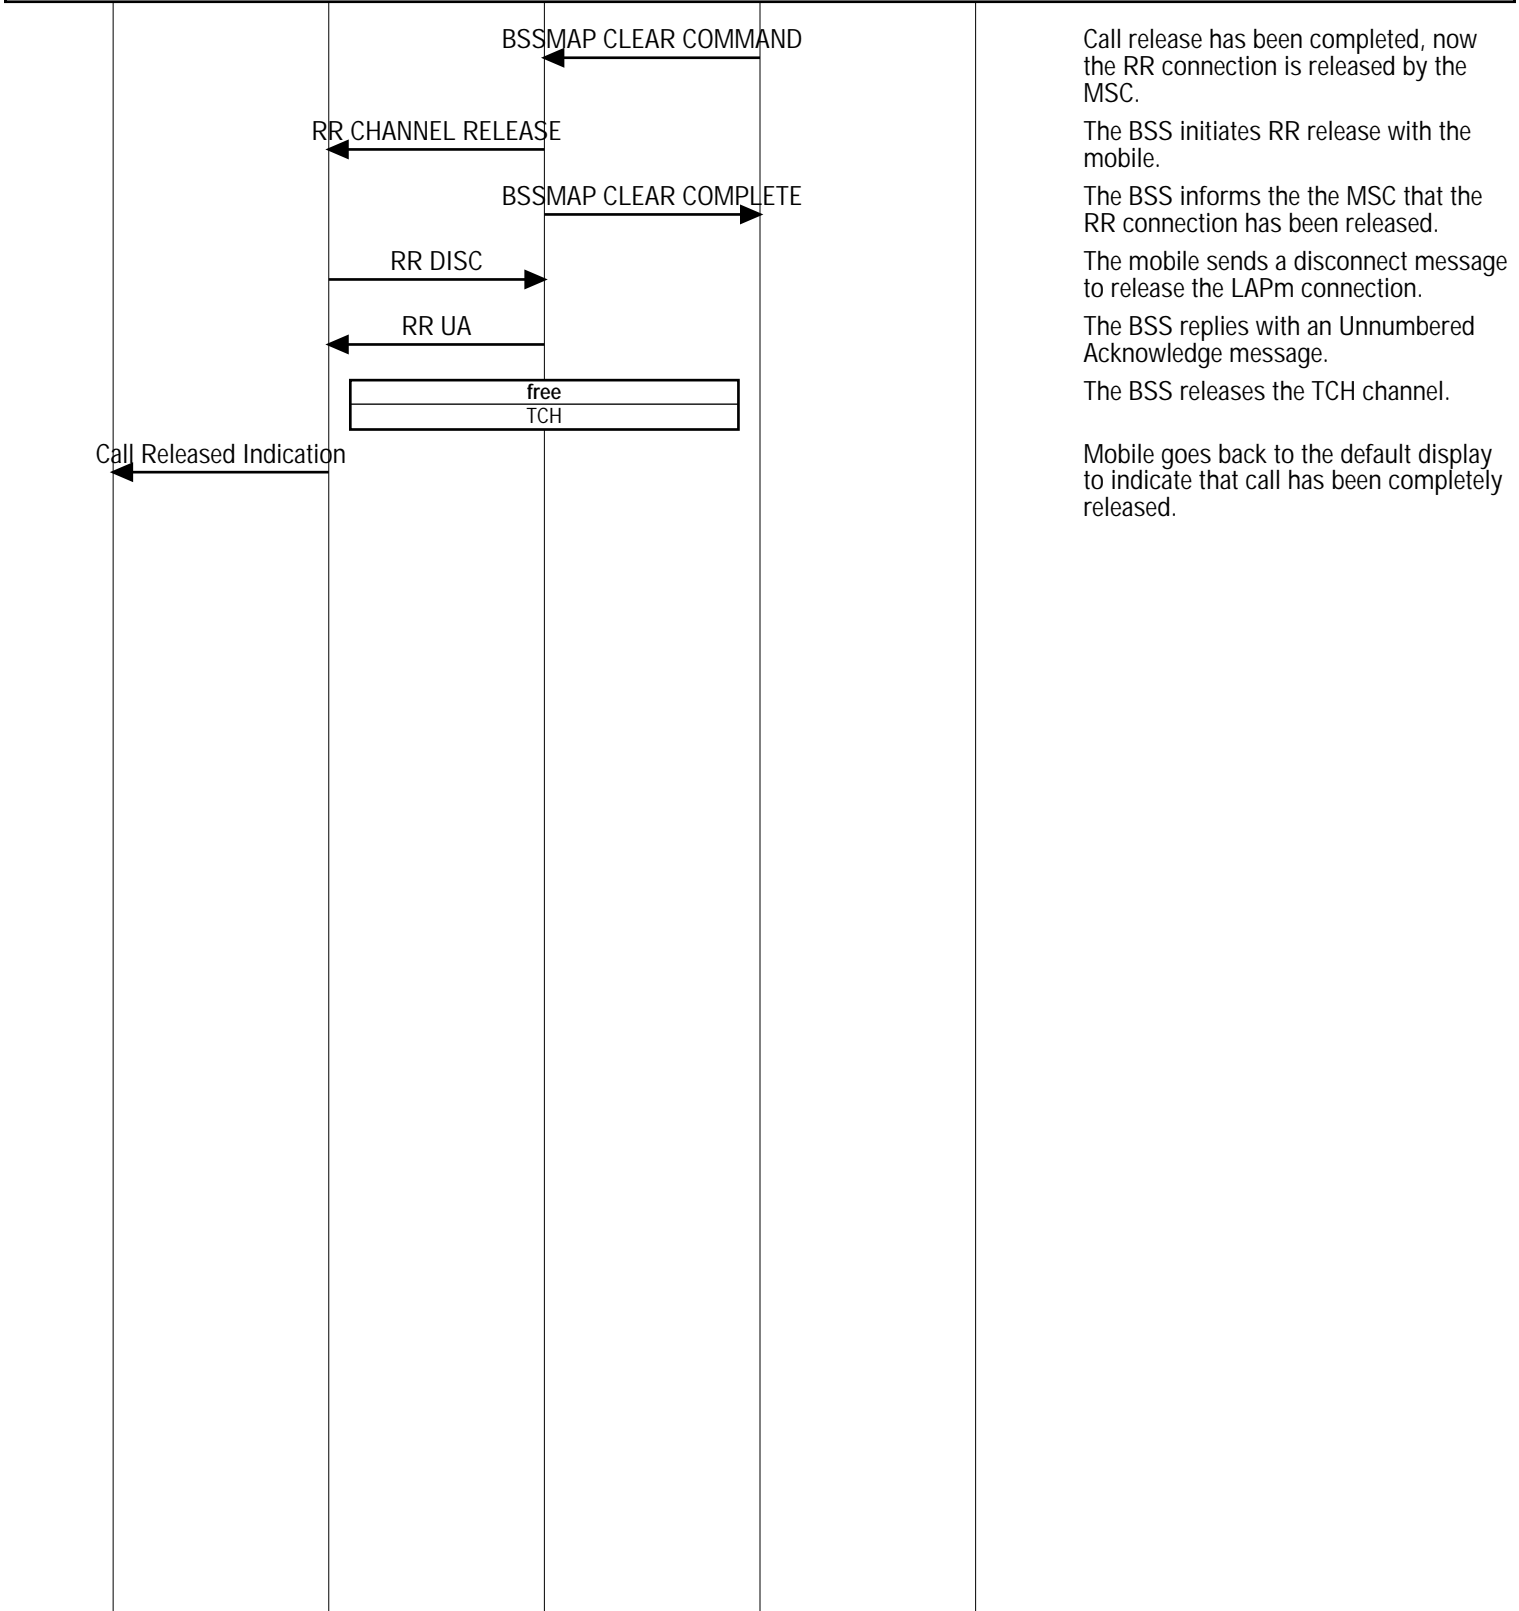 BSSMAP CLEAR COMMAND
Call release has been completed, now
the RR connection is released by the
MSC.
RR CHANNEL RELEASE
The BSS initiates RR release with the
mobile.
BSSMAP CLEAR COMPLETE
The BSS informs the the MSC that the
RR connection has been released.
RR DISC
The mobile sends a disconnect message
to release the LAPm connection.
RR UA
The BSS replies with an Unnumbered
Acknowledge message.
free
TCH
The BSS releases the TCH channel.
Call Released Indication
Mobile goes back to the default display
to indicate that call has been completely
released.